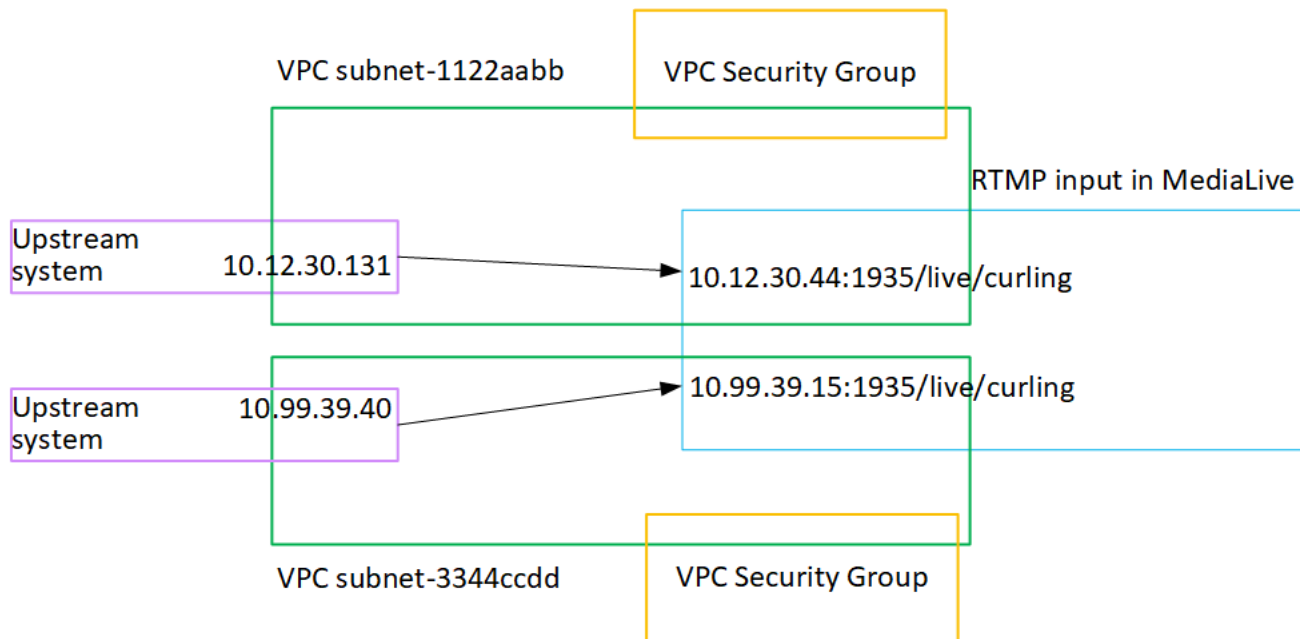 VPC subnet-1122aabb
VPC Security Group
RTMP input in MediaLive
Upstream
system
10.12.30.131
10.12.30.44:1935/live/curling
10.99.39.15:1935/live/curling
Upstream
system
10.99.39.40
VPC subnet-3344ccdd
VPC Security Group